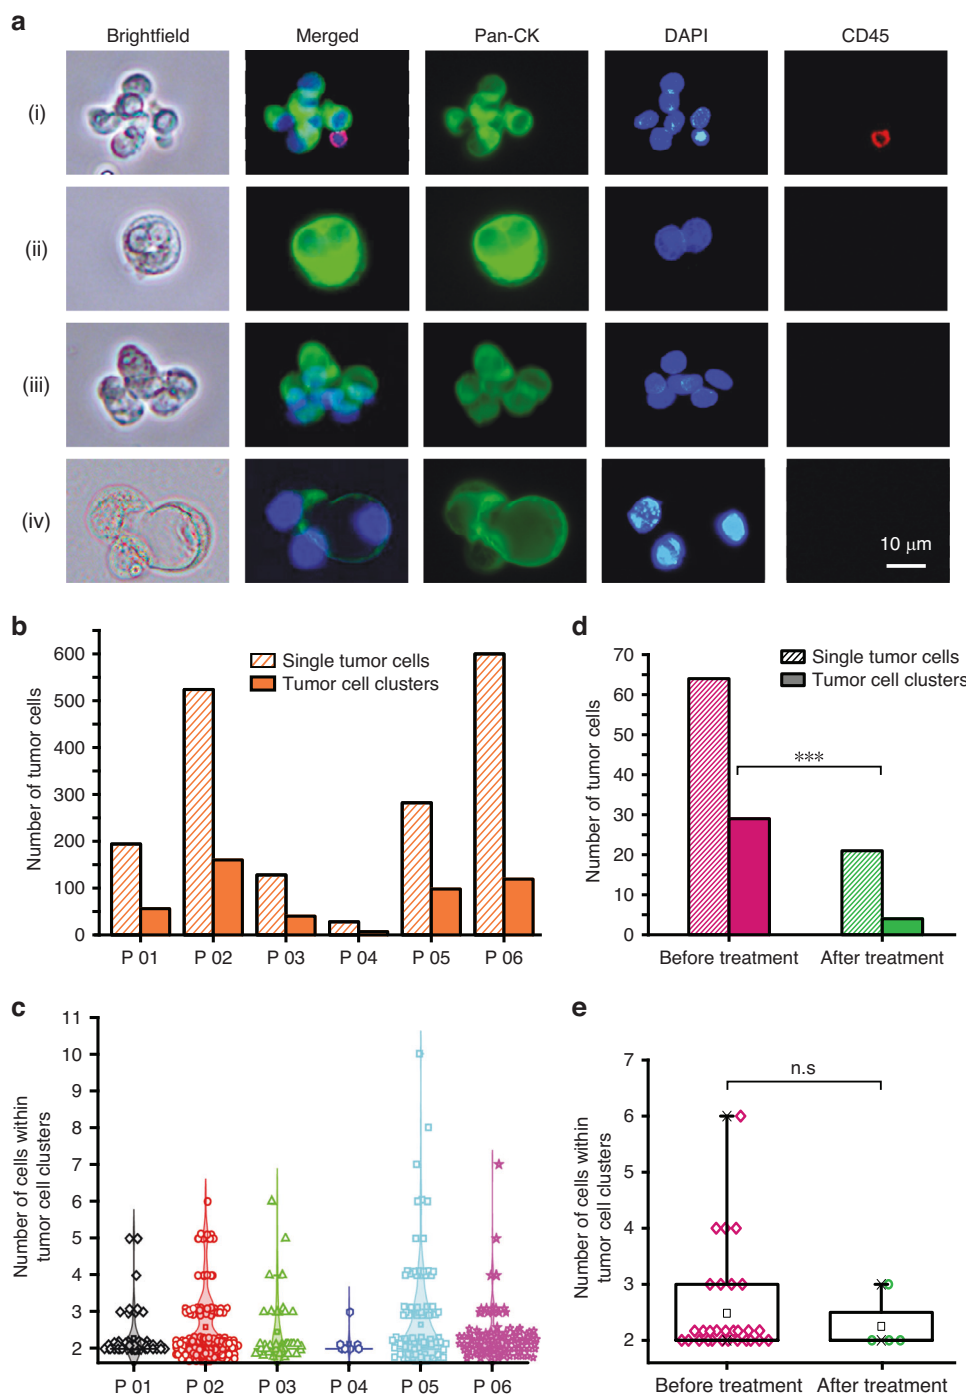 a
Brightfield Merged Pan-CK DAPI CD45
(i)
(ii)
(iii)
(iv)
10 μm
b
Number of tumor cells
600
500
400
300
200
100
0
Single tumor cells
Tumor cell clusters
P 01 P 02 P 03 P 04 P 05 P 06
d
Number of tumor cells
70
60
50
40
30
20
10
0
Single tumor cells
Tumor cell clusters
***
Before treatment After treatment
c
Number of cells within
tumor cell clusters
11
10
9
8
7
6
5
4
3
2
P 01 P 02 P 03 P 04 P 05 P 06
e
Number of cells within
tumor cell clusters
7
6
5
4
3
2
n.s
Before treatment After treatment